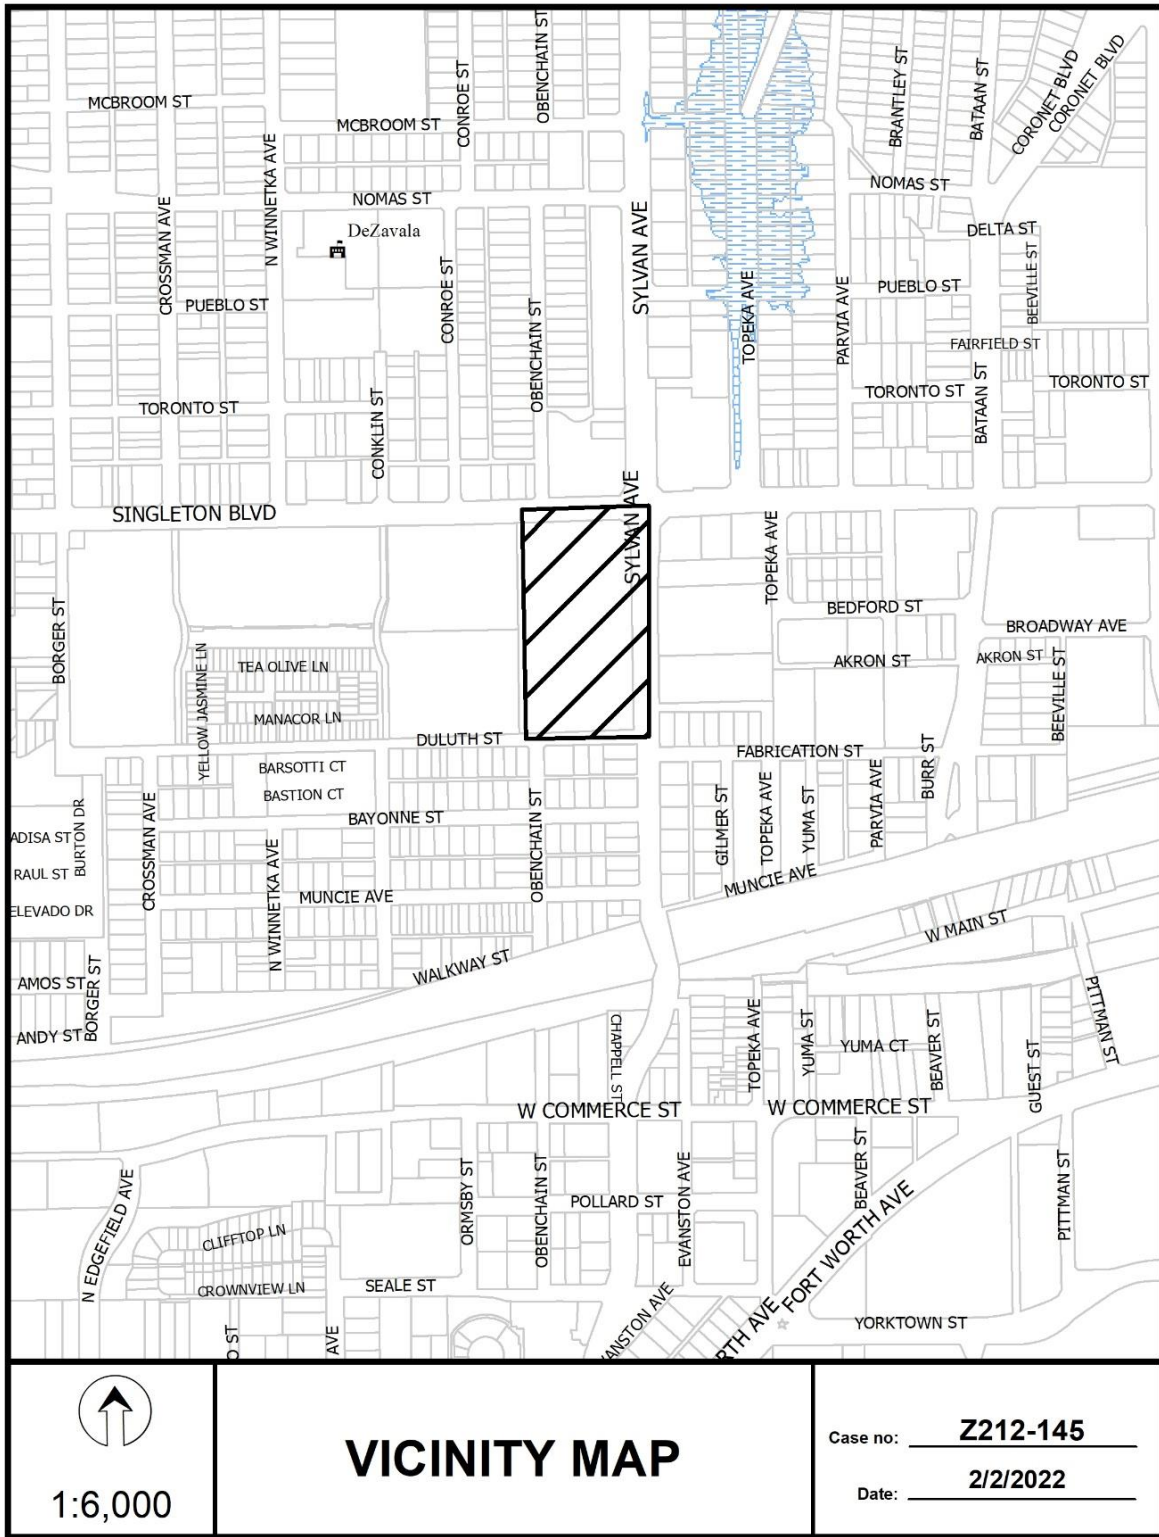 OBENCHAIN ST
CONROE ST
BRANTLEY ST
BATAAN ST
CORONET BLVD
CORONET BLVD
MCBROOM ST
MCBROOM ST
N WINNETKA AVE
NOMAS ST
NOMAS ST
CROSSMAN AVE
DeZavala
SYLVAN AVE
DELTA ST
CONROE ST
PUEBLO ST
PUEBLO ST
BEEVILLE ST
TOPEKA AVE
PARVIA AVE
OBENCHAIN ST
FAIRFIELD ST
TORONTO ST
TORONTO ST
TORONTO ST
CONKLIN ST
BATAAN ST
SINGLETON BLVD
SYLVAN AVE
TOPEKA AVE
BEDFORD ST
BROADWAY AVE
BORGER ST
TEA OLIVE LN
AKRON ST
AKRON ST
YELLOW JASMINE LN
MANACOR LN
BEEVILLE ST
DULUTH ST
FABRICATION ST
BARSOTTI CT
BASTION CT
BURR ST
BAYONNE ST
GILMER ST
TOPEKA AVE
YUMA ST
PARVIA AVE
ADISA ST
BURTON DR
CROSSMAN AVE
OBENCHAIN ST
RAUL ST
MUNCIE AVE
MUNCIE AVE
ELEVADO DR
N WINNETKA AVE
W MAIN ST
WALKWAY ST
AMOS ST
BORGER ST
PITTMAN ST
ANDY ST
CHAPPELL ST
TOPEKA AVE
YUMA ST
YUMA CT
BEAVER ST
GUEST ST
W COMMERCE ST
W COMMERCE ST
ORMSBY ST
OBENCHAIN ST
EVANSTON AVE
BEAVER ST
PITTMAN ST
POLLARD ST
N EDGEFIELD AVE
CLIFFTOP LN
FORT WORTH AVE
CROWNVIEW LN
SEALE ST
VANSTON AVE
RTH AVE
YORKTOWN ST
O ST
AVE
1:6,000
VICINITY MAP
Case no: Z212-145
Date: 2/2/2022